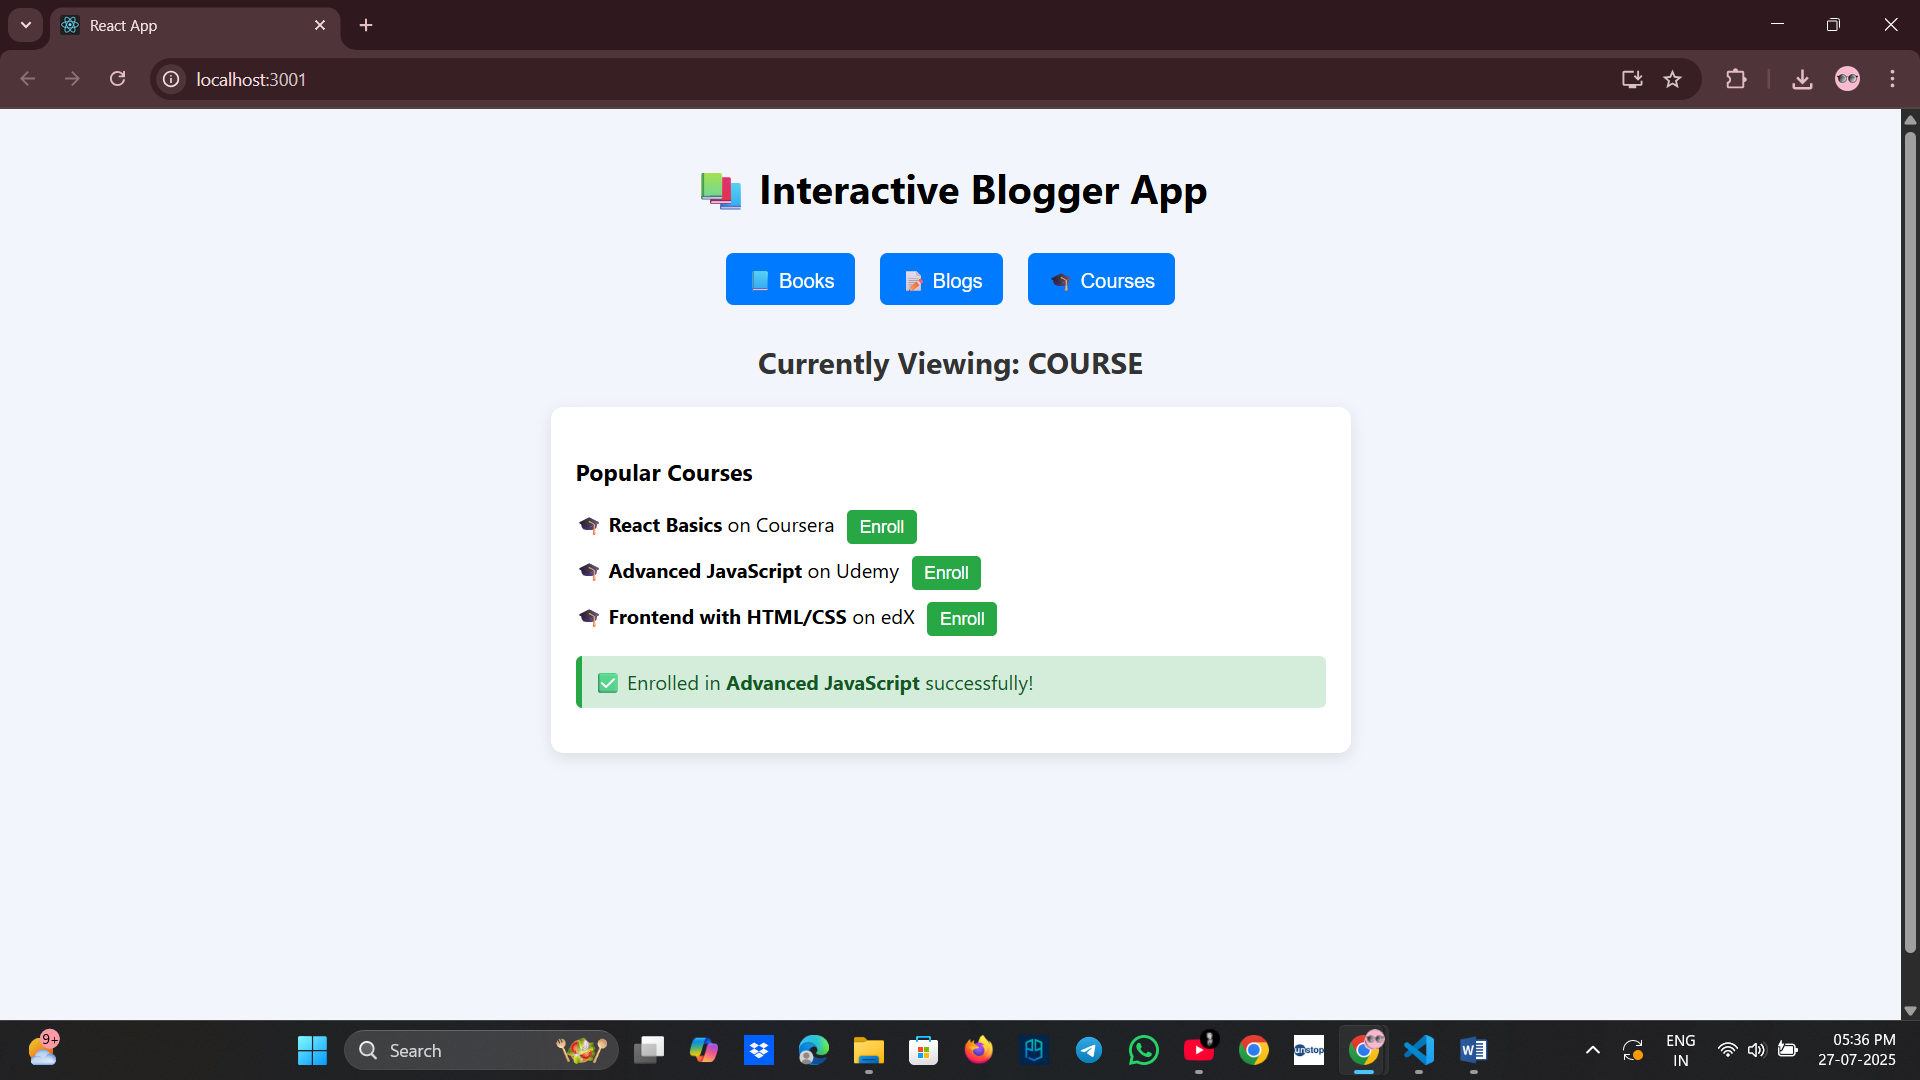 React App
localhost:3001
Interactive Blogger App
Books
Blogs
Courses
Currently Viewing: COURSE
Popular Courses
React Basics on Coursera Enroll
Advanced JavaScript on Udemy Enroll
Frontend with HTML/CSS on edX Enroll
Enrolled in Advanced JavaScript successfully!
9+
Search
unstop
ENG
IN
05:36 PM
27-07-2025